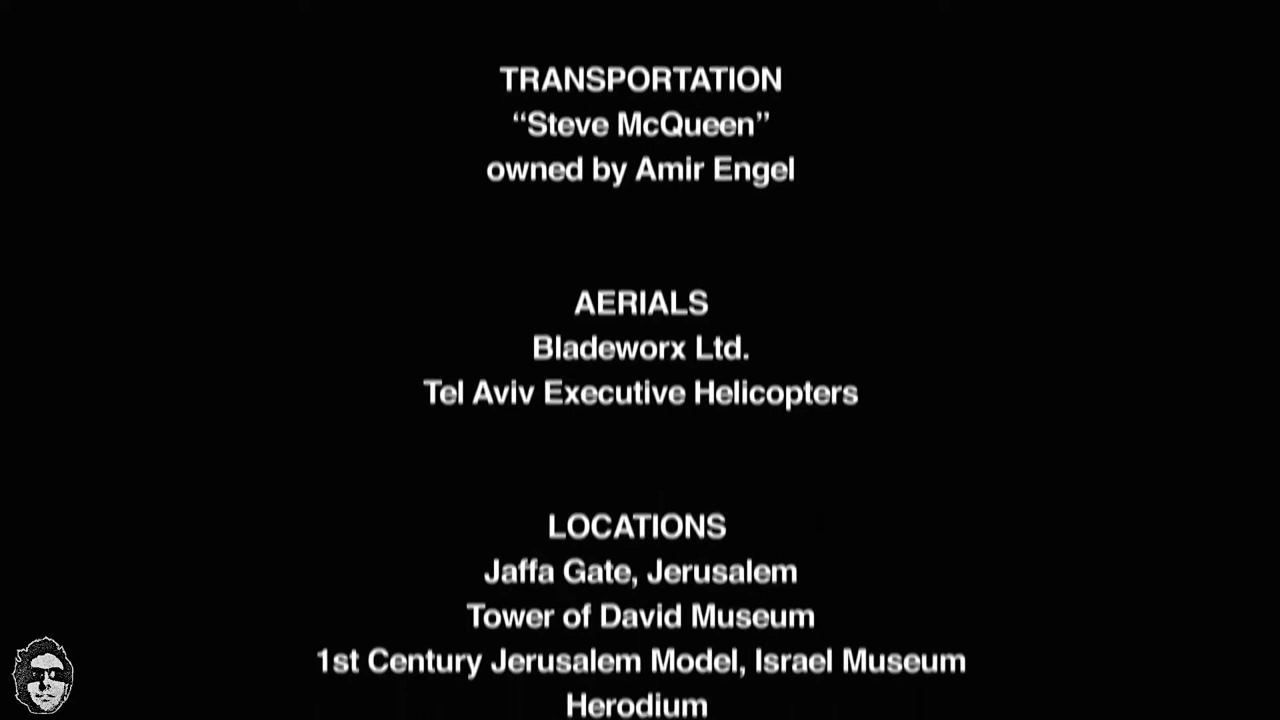 TRANSPORTATION
“Steve McQueen”
owned by Amir Engel
AERIALS
Bladeworx Ltd.
Tel Aviv Executive Helicopters
LOCATIONS
Jaffa Gate, Jerusalem
Tower of David Museum
1st Century Jerusalem Model, Israel Museum
Herodium